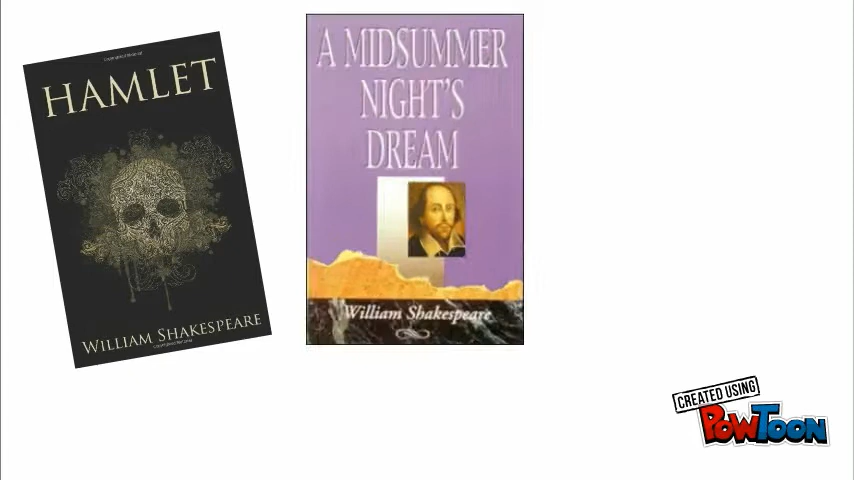 HAMLET
WILLIAM SHAKESPEARE
A MIDSUMMER
NIGHT'S
DREAM
William Shakespeare
CREATED USING
POWTOON